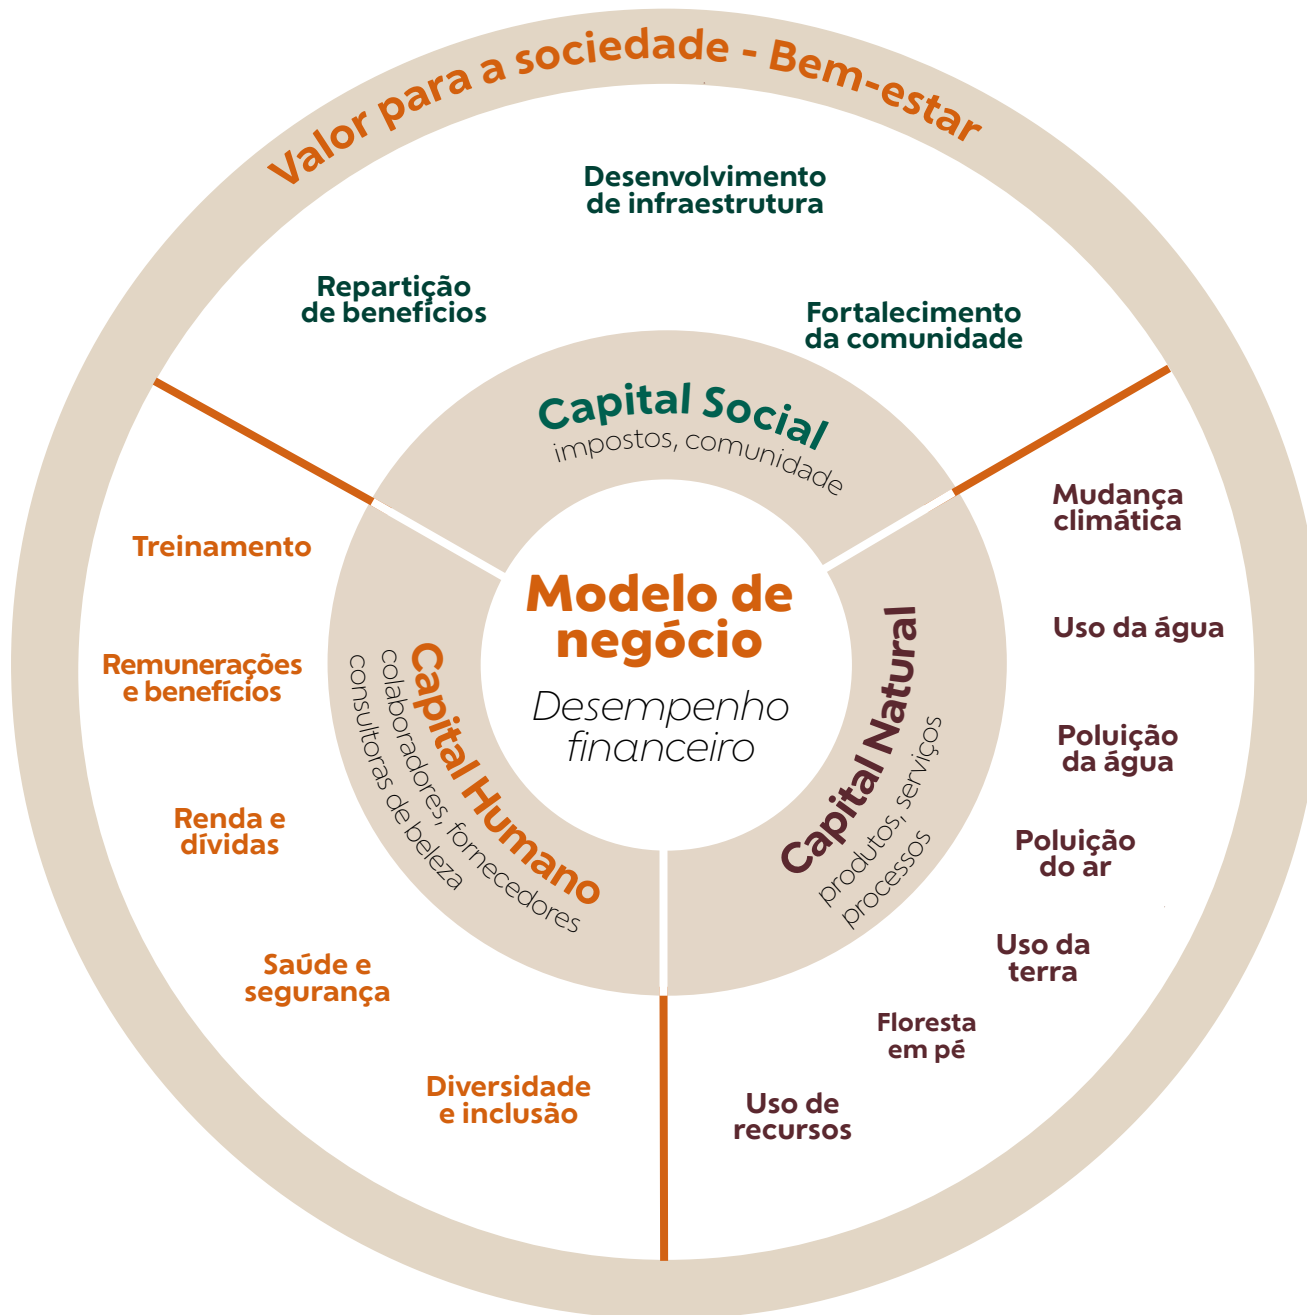 Valor para a sociedade - Bem-estar
Desenvolvimento
de infraestrutura
Repartição
de benefícios
Fortalecimento
da comunidade
Capital Social
impostos, comunidade
Mudança
climática
Uso da água
Poluição
da água
Poluição
do ar
Uso da
terra
Floresta
em pé
Uso de
recursos
Capital Natural
produtos, serviços
processos
Modelo de
negócio
Desempenho
financeiro
Capital Humano
colaboradores, fornecedores
consultoras de beleza
Treinamento
Remunerações
e benefícios
Renda e
dívidas
Saúde e
segurança
Diversidade
e inclusão